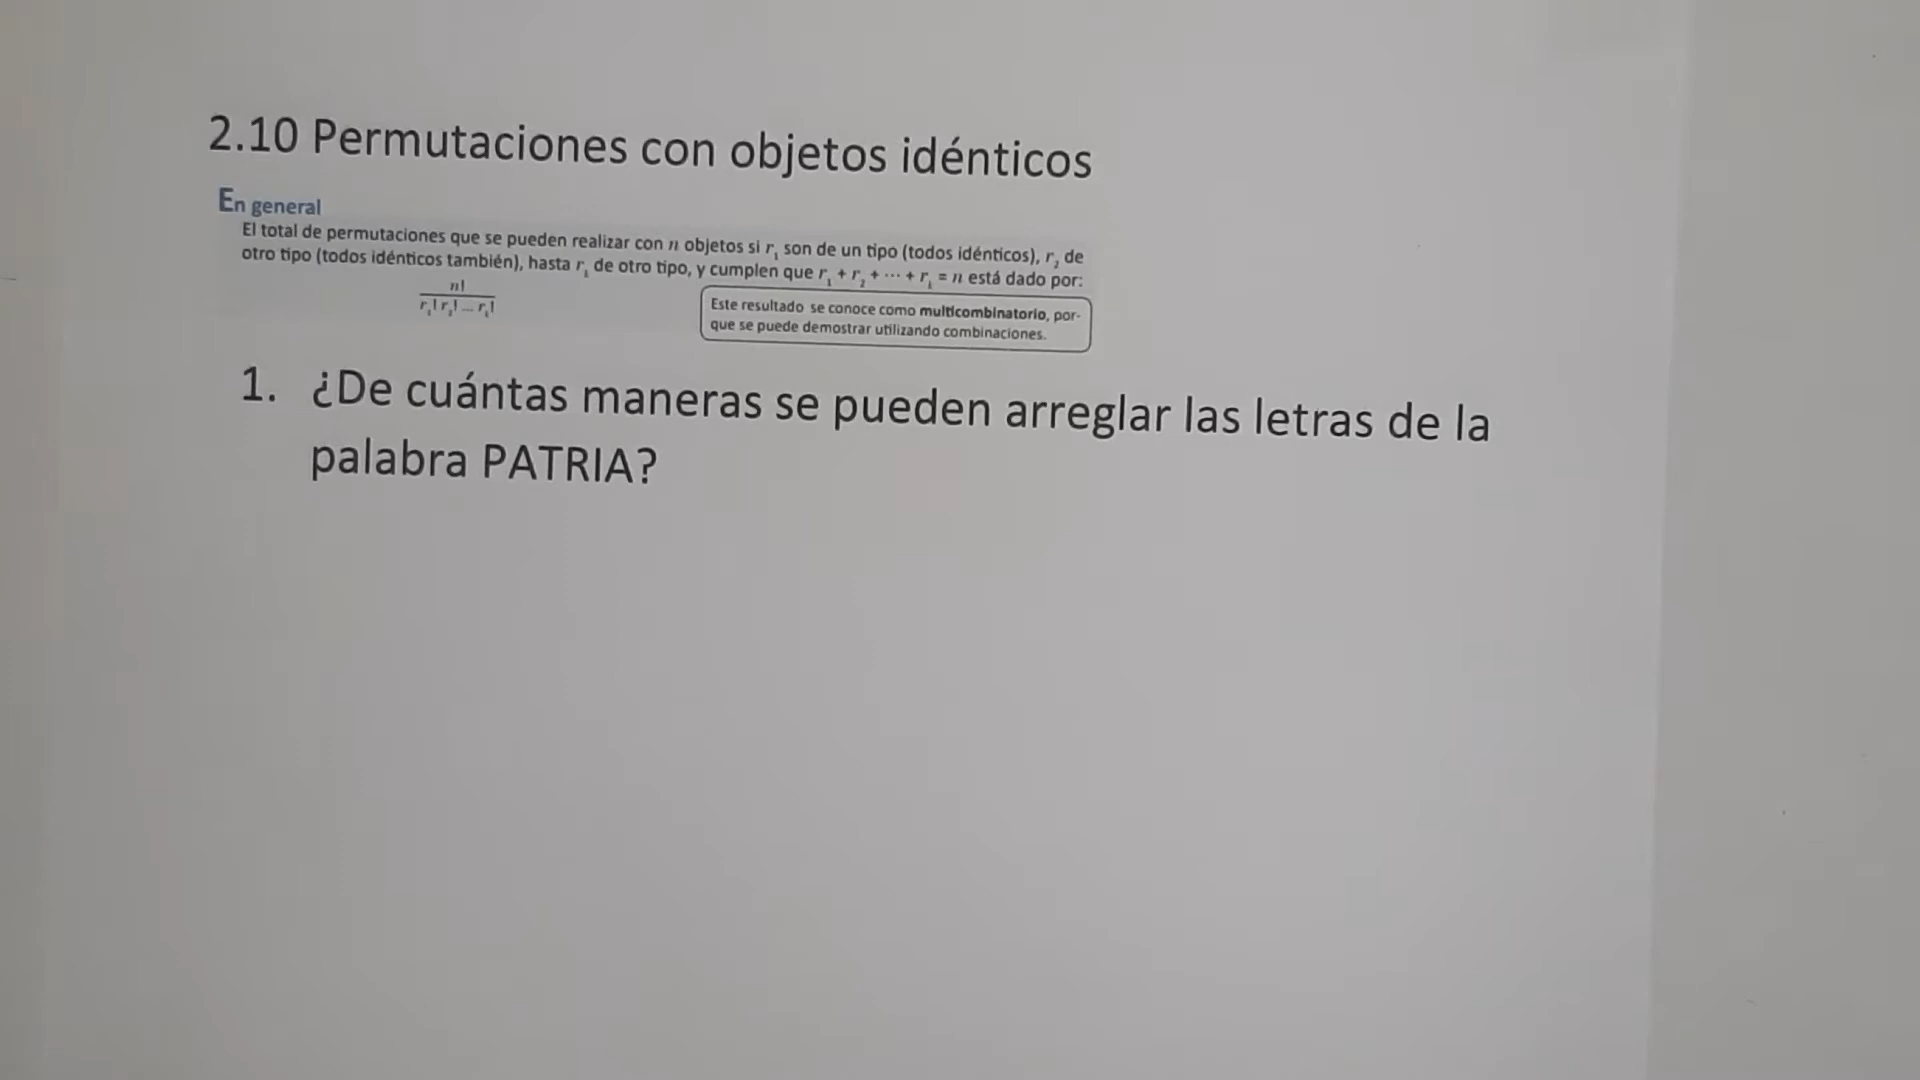 2.10 Permutaciones con objetos idénticos
En general
El total de permutaciones que se pueden realizar con n objetos si r₁ son de un tipo (todos idénticos), r₂ de
otro tipo (todos idénticos también), hasta rₖ de otro tipo, y cumplen que r₁ + r₂ + ··· + rₖ = n está dado por:
n!
r₁! r₂! ... rₖ!
Este resultado se conoce como multicombinatorio, por-
que se puede demostrar utilizando combinaciones.
1. ¿De cuántas maneras se pueden arreglar las letras de la
palabra PATRIA?